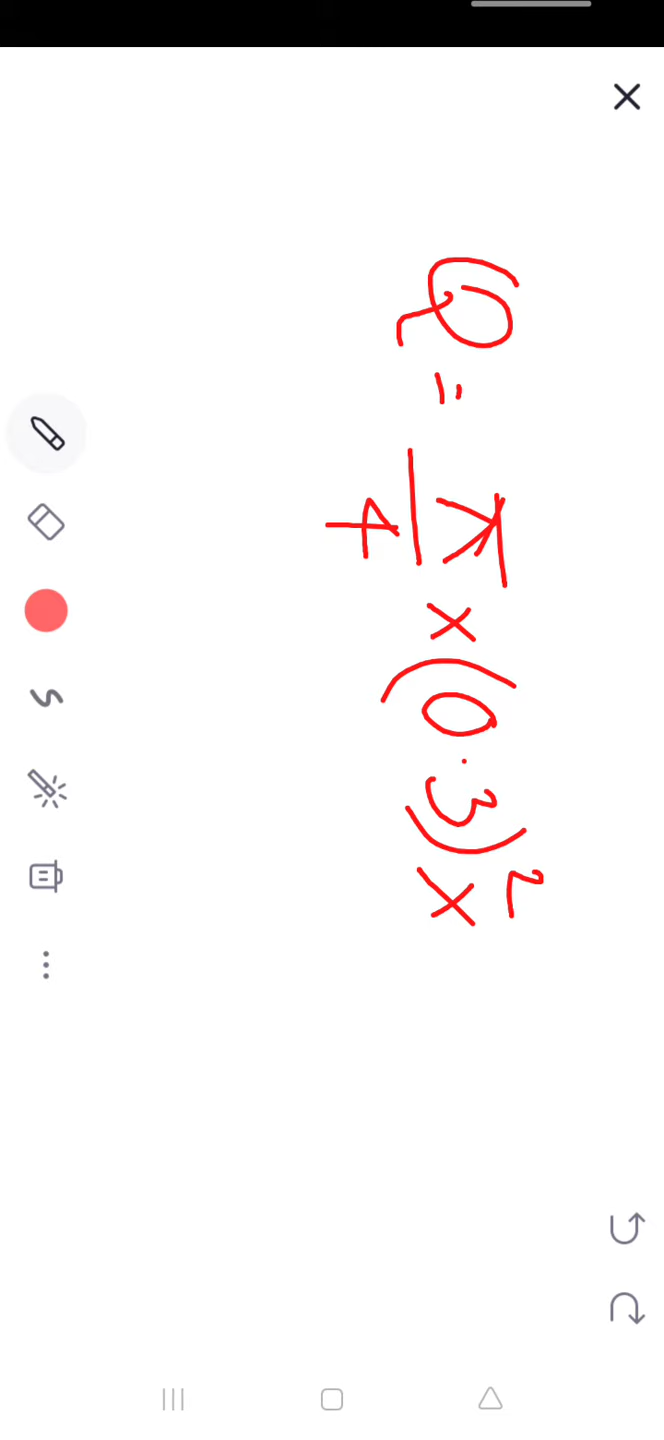 Q = π/4 x (0.3)² x